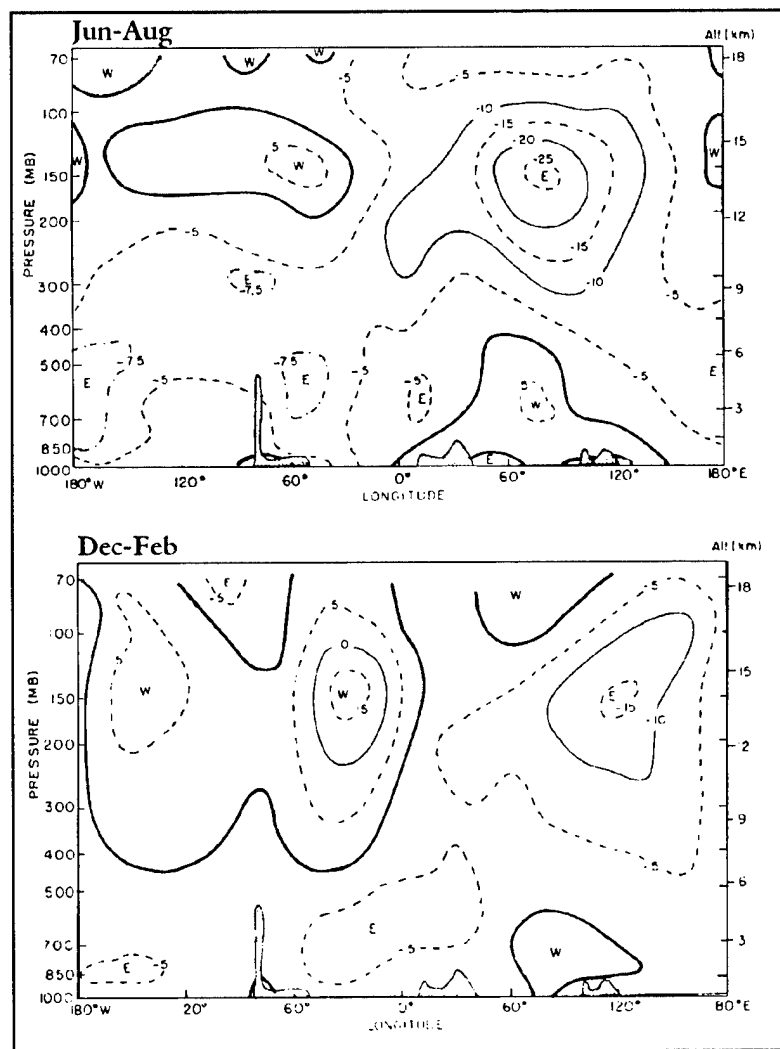 Jun-Aug
Alt (km)
W W W
70 -5 -5 18
100 -10
-15
5 -20 15
W W -25 W
150 E
PRESSURE (MB)
-15
200 12
-5 -10
E
300 -7.5 -5 9
400
-7.5 -7.5
500 6
E E -5 5 E
E W
700 -5 3
850
1000 E
180°W 120° 60° 0° 60° 120° 180°E
LONGITUDE
Dec-Feb
Alt (km)
70 E -5 18
-5 W
100 5 5
0
E 15
150 W W -15
5 -10
PRESSURE (MB)
200 -2
300 9
400 -5
500 6
E
700 -5 W 3
850 E -5
1000
180°W 20° 60° 0° 60° 120° 80°E
LONGITUDE